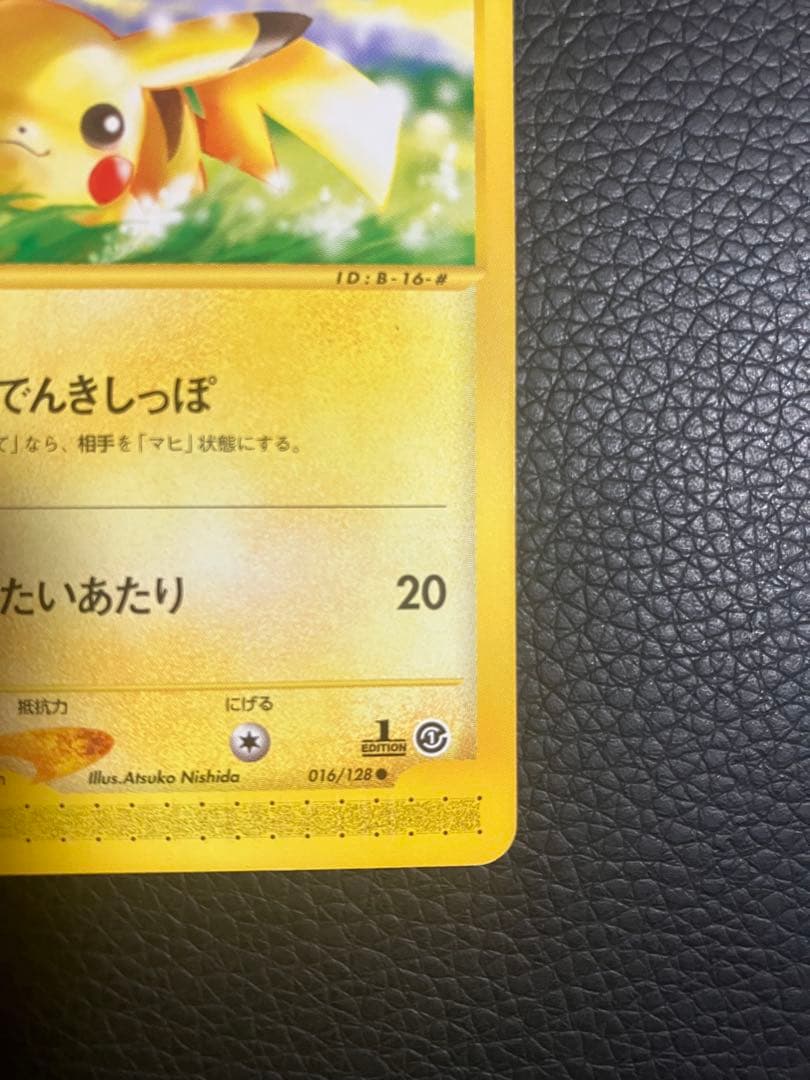 ID:B-16-#
でんきしっぽ
」なら、相手を「マヒ」状態にする。
たいあたり 20
抵抗力 にげる
1
EDITION
Illus.Atsuko Nishida 016/128 ●